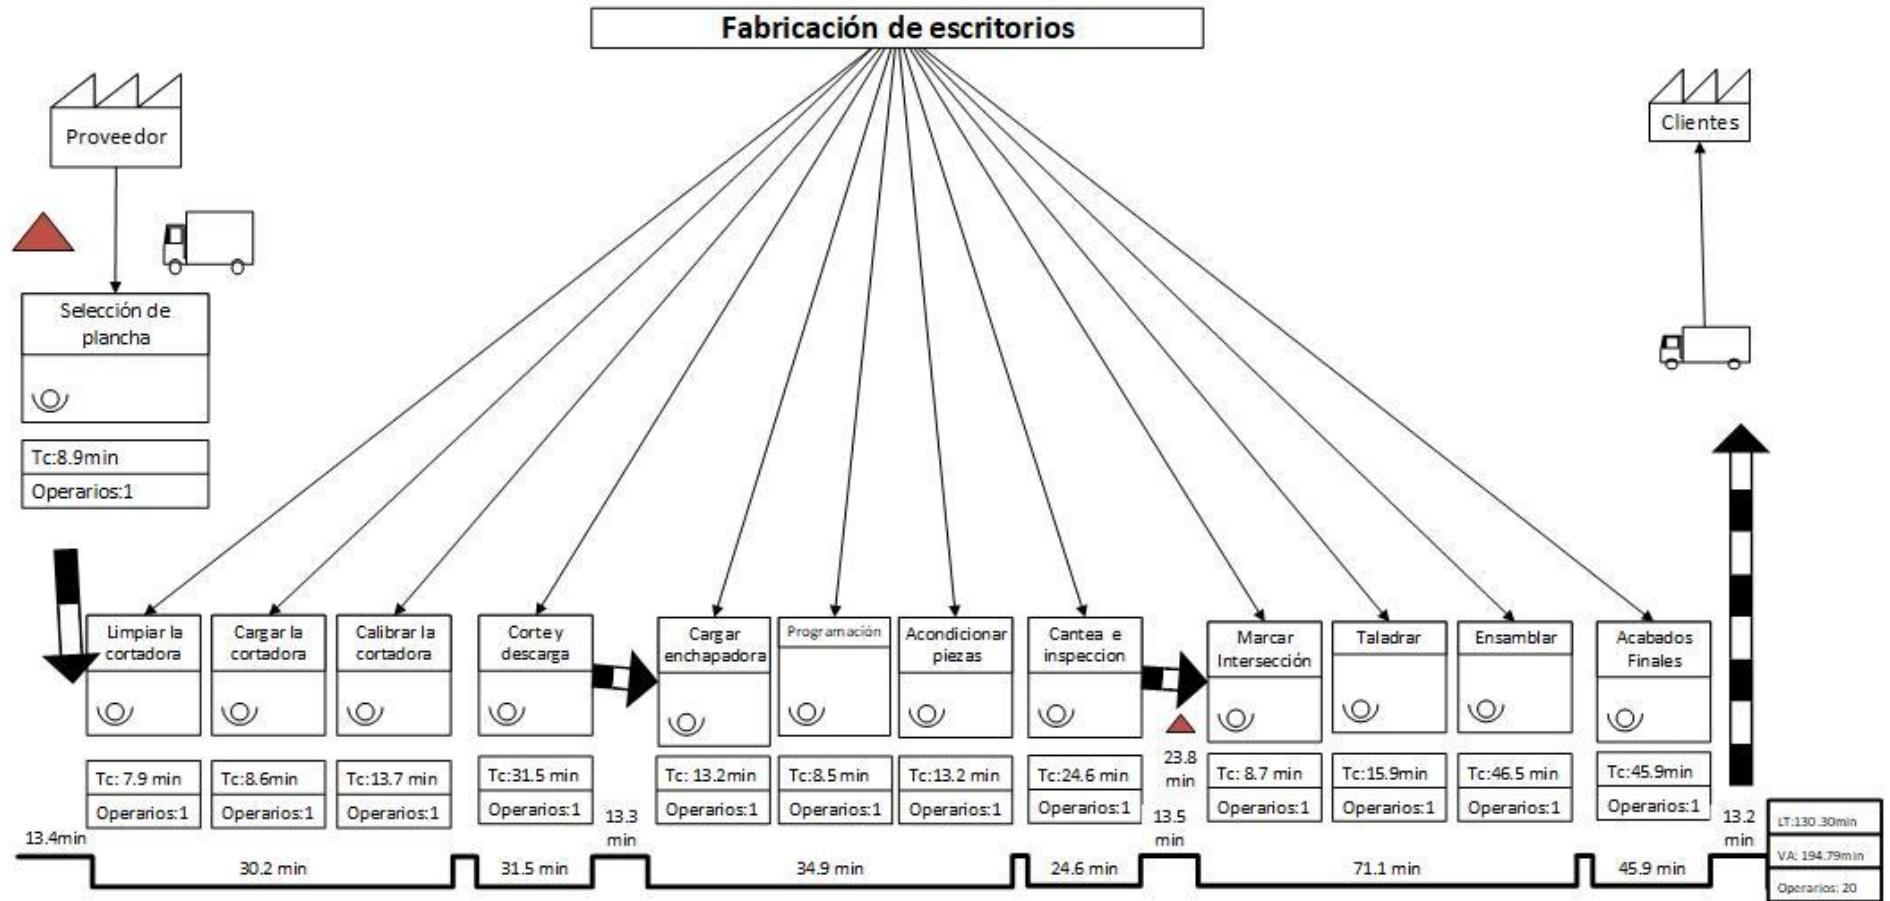 Fabricación de escritorios
Proveedor
Clientes
Selección de
plancha
Tc:8.9min
Operarios:1
Limpiar la
cortadora
Tc: 7.9 min
Operarios:1
Cargar la
cortadora
Tc:8.6min
Operarios:1
Calibrar la
cortadora
Tc:13.7 min
Operarios:1
Corte y
descarga
Tc:31.5 min
Operarios:1
Cargar
enchapadora
Tc: 13.2min
Operarios:1
Programación
Tc:8.5 min
Operarios:1
Acondicionar
piezas
Tc:13.2 min
Operarios:1
Cantea e
inspeccion
Tc:24.6 min
Operarios:1
Marcar
Intersección
Tc: 8.7 min
Operarios:1
Taladrar
Tc:15.9min
Operarios:1
Ensamblar
Tc:46.5 min
Operarios:1
Acabados
Finales
Tc:45.9min
Operarios:1
13.4min
30.2 min
31.5 min
13.3
min
34.9 min
24.6 min
23.8
min
13.5
min
71.1 min
45.9 min
13.2
min
LT:130.30min
VA: 194.79min
Operarios: 20